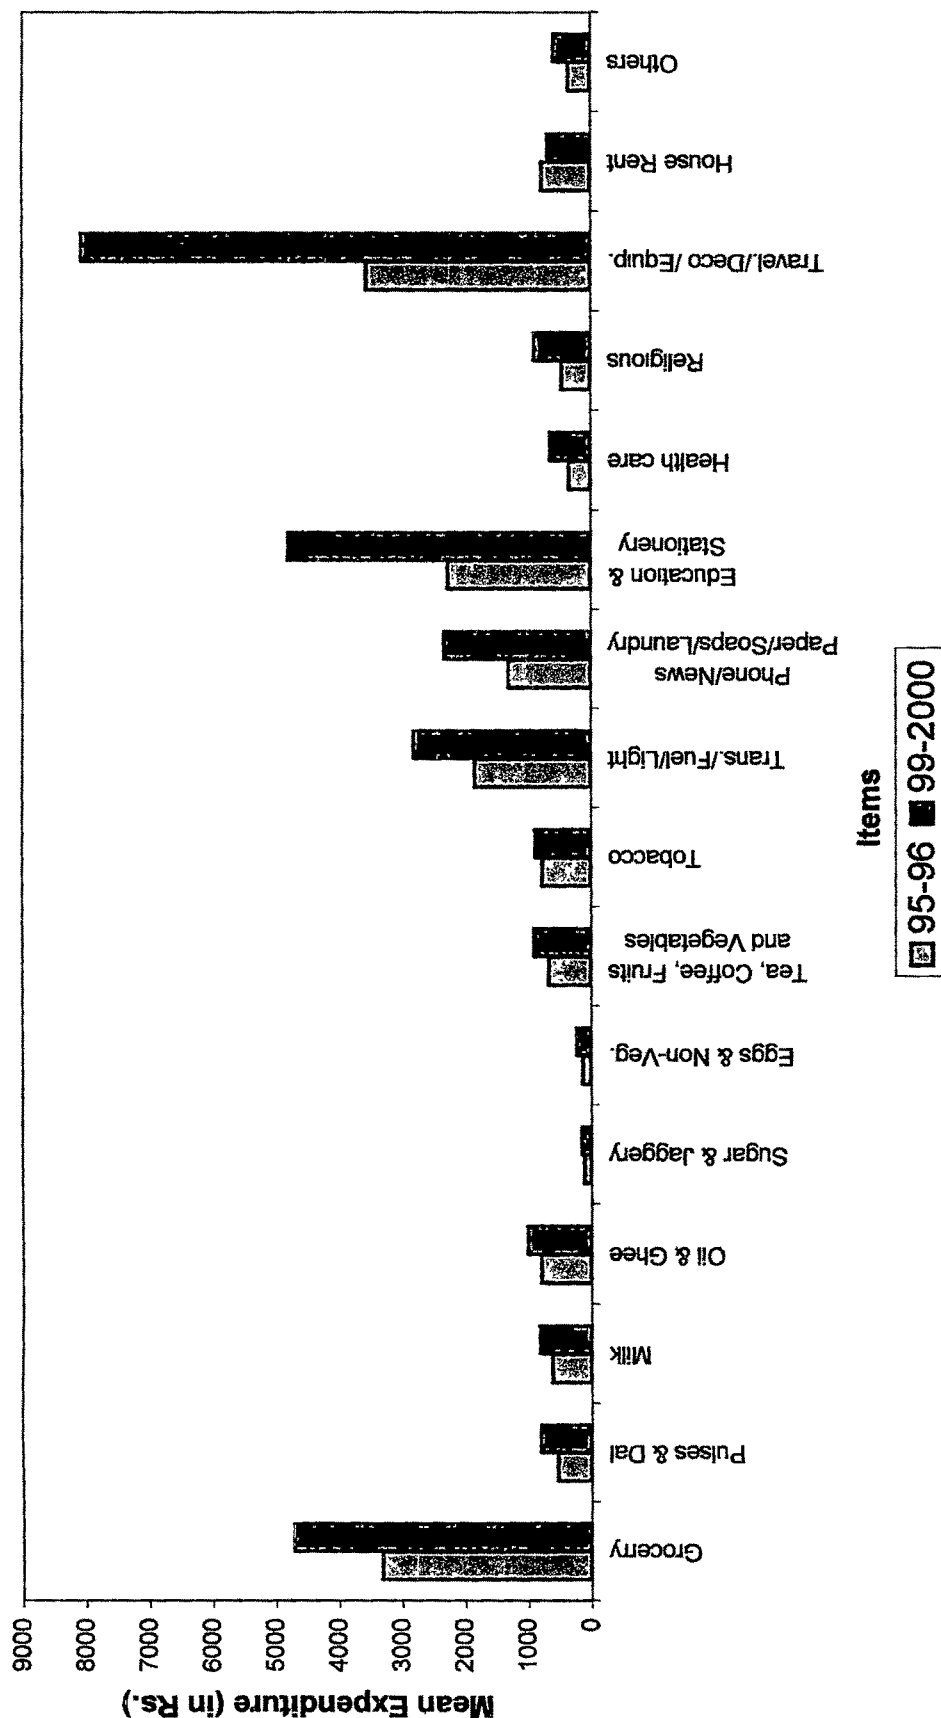 Mean Expenditure (in Rs.)
9000
8000
7000
6000
5000
4000
3000
2000
1000
0
Grocerry
Pulses & Dal
Milk
Oil & Ghee
Sugar & Jaggery
Eggs & Non-Veg.
Tea, Coffee, Fruits
and Vegetables
Tobacco
Trans./Fuel/Light
Phone/News
Paper/Soaps/Laundry
Education &
Stationery
Health care
Religious
Travel./Deco /Equip.
House Rent
Others
Items
95-96 99-2000